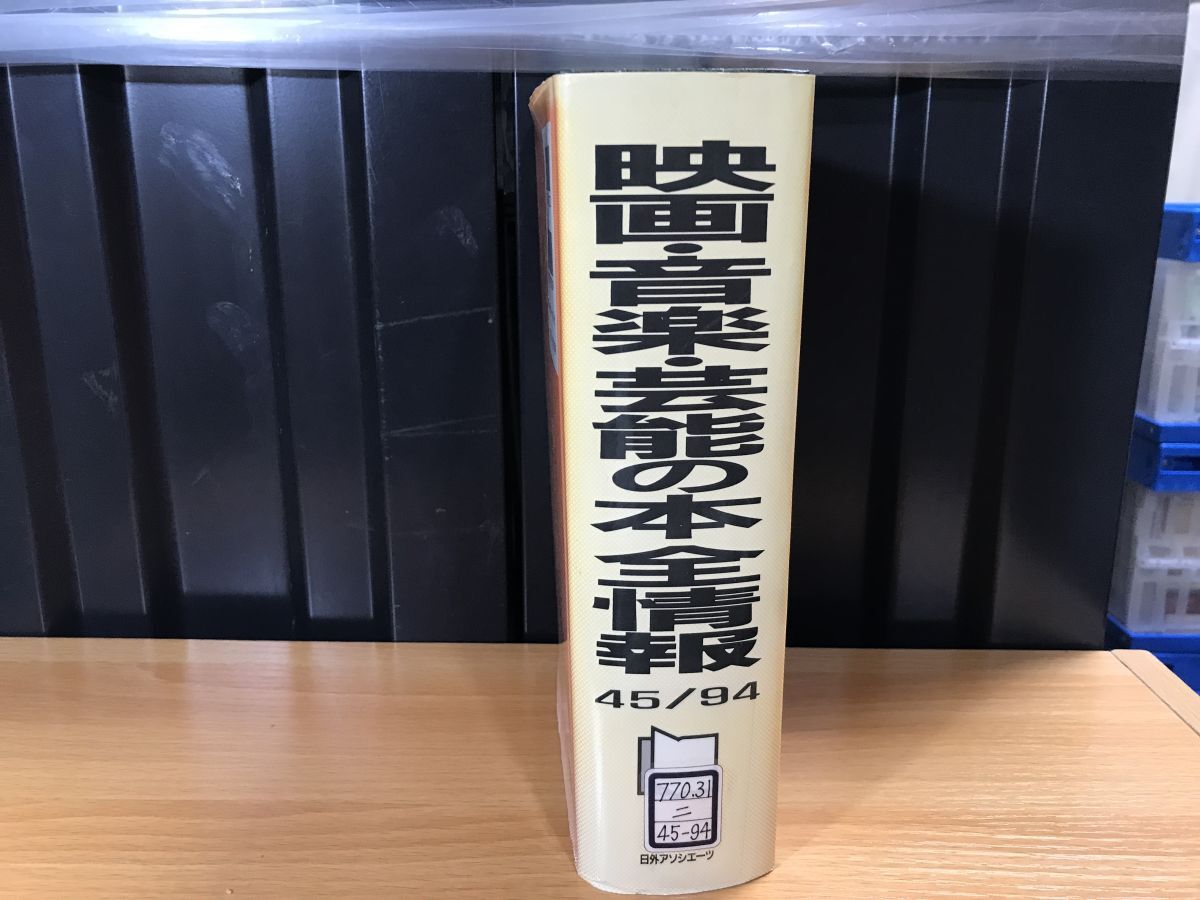 映画・音楽・芸能の本全情報
45/94
770.31
ニ
45-94
日外アソシエーツ